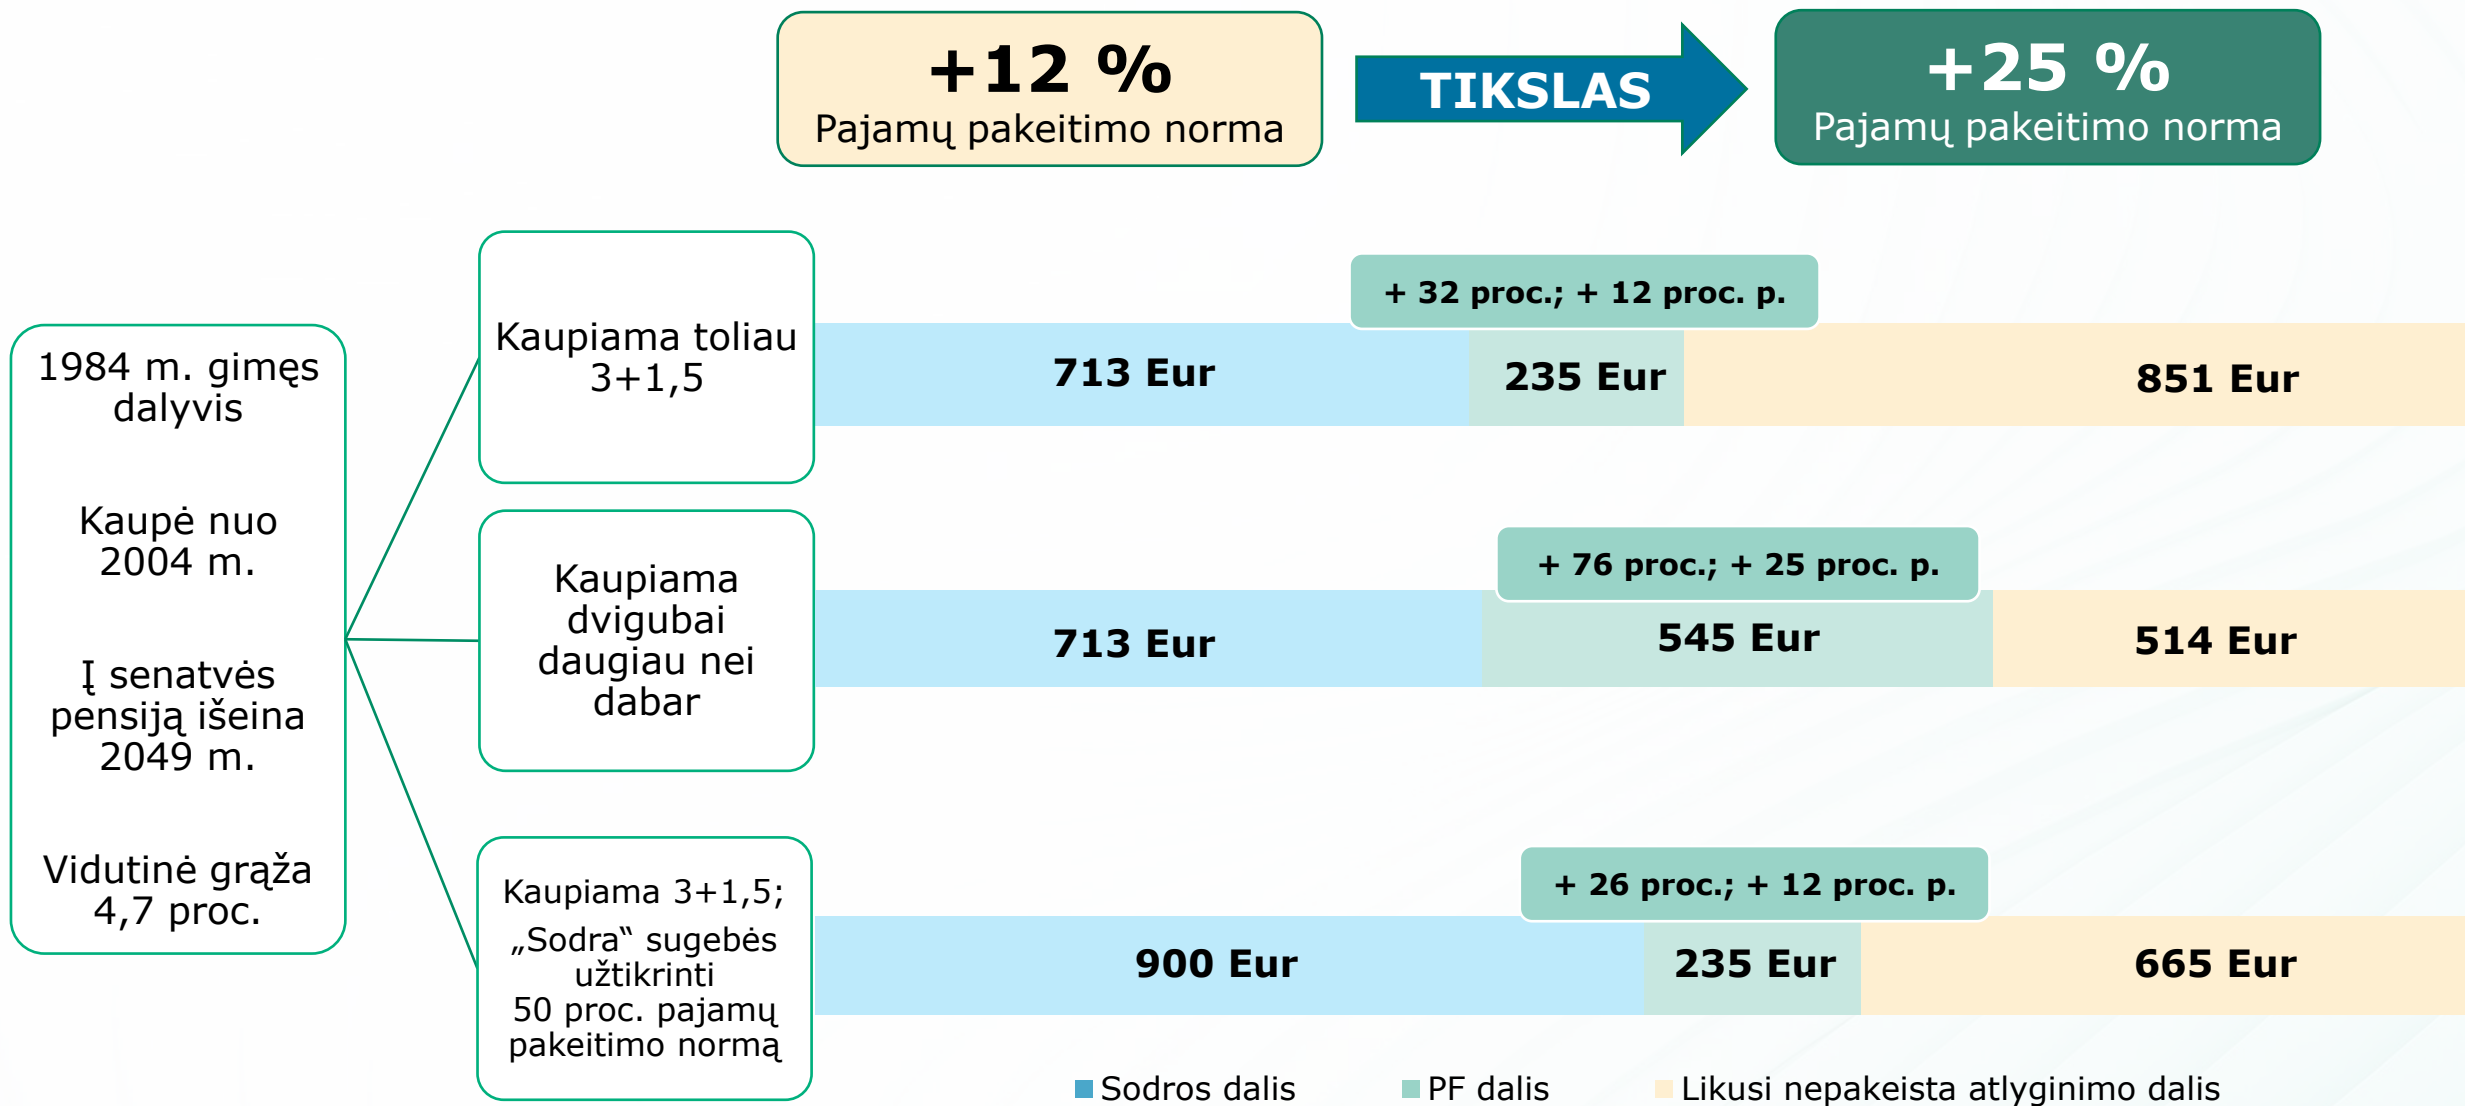 +12 %
Pajamų pakeitimo norma
TIKSLAS
+25 %
Pajamų pakeitimo norma
1984 m. gimęs
dalyvis
Kaupė nuo
2004 m.
Į senatvės
pensiją išeina
2049 m.
Vidutinė grąža
4,7 proc.
Kaupiama toliau
3+1,5
+ 32 proc.; + 12 proc. p.
713 Eur
235 Eur
851 Eur
Kaupiama
dvigubai
daugiau nei
dabar
+ 76 proc.; + 25 proc. p.
713 Eur
545 Eur
514 Eur
Kaupiama 3+1,5;
„Sodra“ sugebės
užtikrinti
50 proc. pajamų
pakeitimo normą
+ 26 proc.; + 12 proc. p.
900 Eur
235 Eur
665 Eur
Sodros dalis
PF dalis
Likusi nepakeista atlyginimo dalis